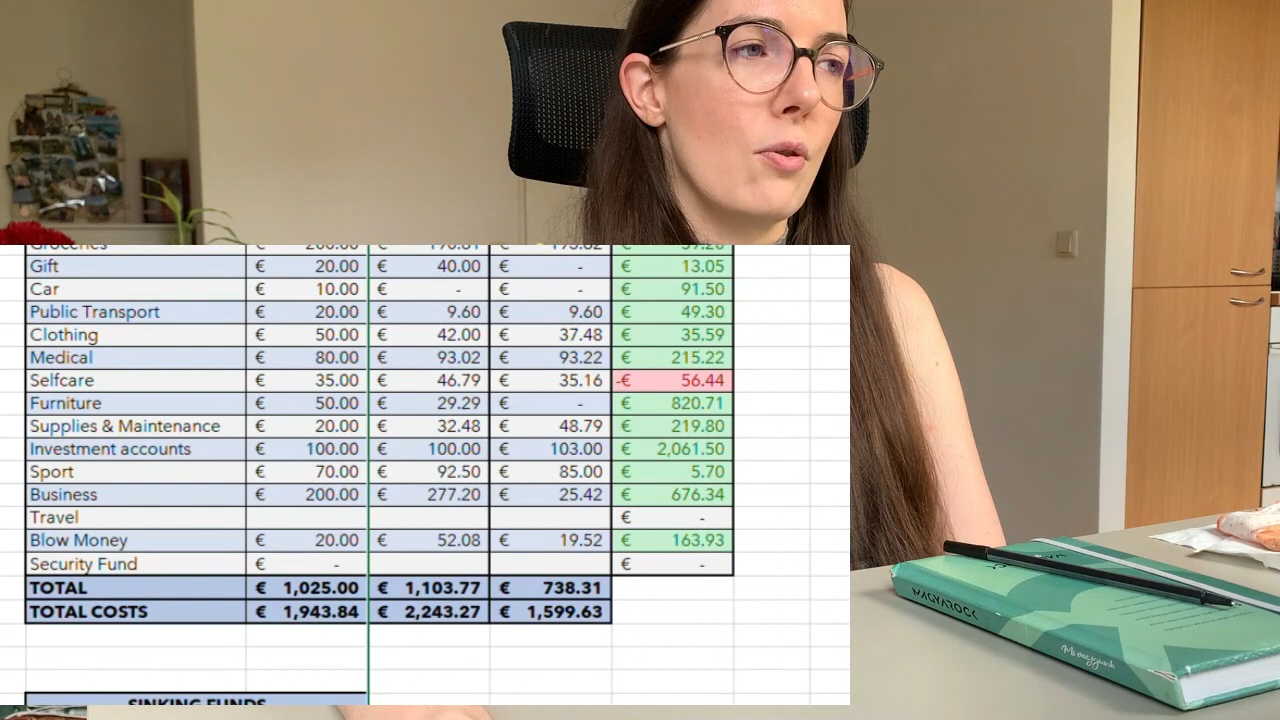 Groceries € 200.00 €
Gift € 20.00 € 40.00 € - € 13.05
Car € 10.00 € - € - € 91.50
Public Transport € 20.00 € 9.60 € 9.60 € 49.30
Clothing € 50.00 € 42.00 € 37.48 € 35.59
Medical € 80.00 € 93.02 € 93.22 € 215.22
Selfcare € 35.00 € 46.79 € 35.16 -€ 56.44
Furniture € 50.00 € 29.29 € - € 820.71
Supplies & Maintenance € 20.00 € 32.48 € 48.79 € 219.80
Investment accounts € 100.00 € 100.00 € 103.00 € 2,061.50
Sport € 70.00 € 92.50 € 85.00 € 5.70
Business € 200.00 € 277.20 € 25.42 € 676.34
Travel € -
Blow Money € 20.00 € 52.08 € 19.52 € 163.93
Security Fund € - € -
TOTAL € 1,025.00 € 1,103.77 € 738.31
TOTAL COSTS € 1,943.84 € 2,243.27 € 1,599.63
SINKING FUNDS
MAGYAROCK